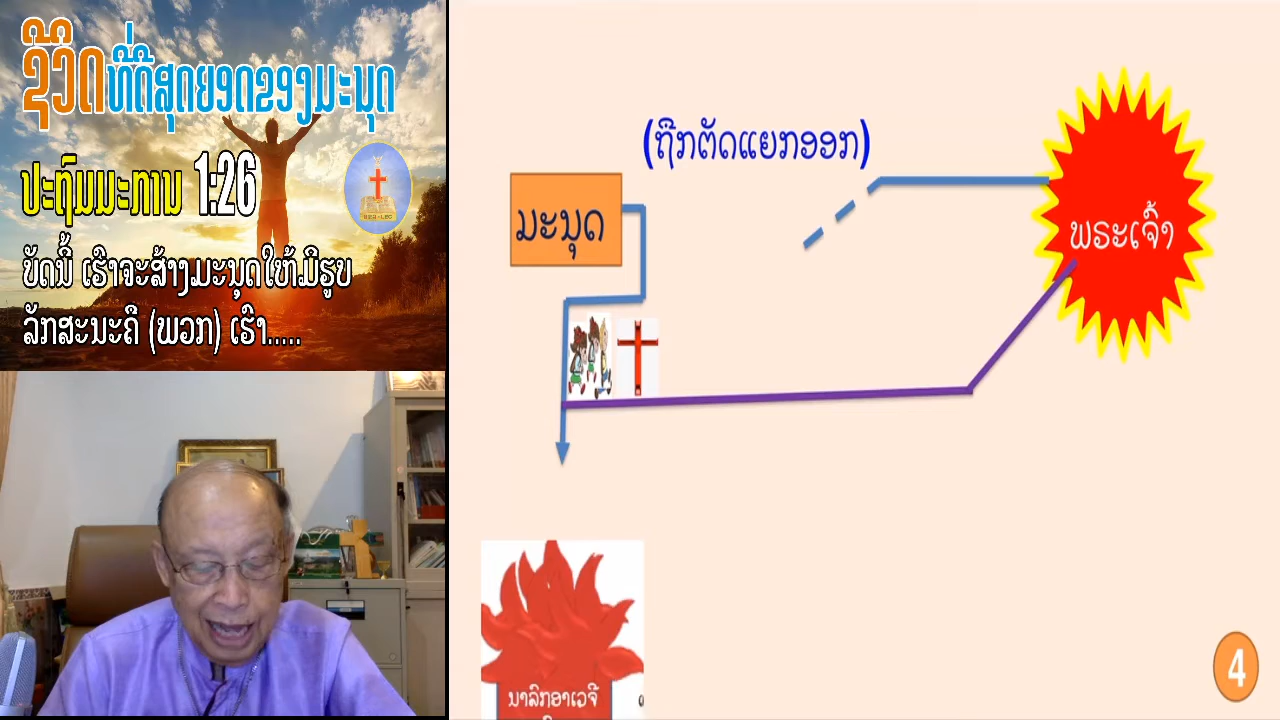 ຊີວິດທີ່ດີສຸດຍອດຂອງມະນຸດ
ປະຖົມມະການ 1:26
ບັດນີ້ ເຮົາຈະສ້າງມະນຸດໃຫ້ມີຮູບ
ລັກສະນະຄື (ພວກ) ເຮົາ.....
(ຖືກຕັດແຍກອອກ)
ມະນຸດ
ພຣະເຈົ້າ
ນາລົກອາເວຈີ
4